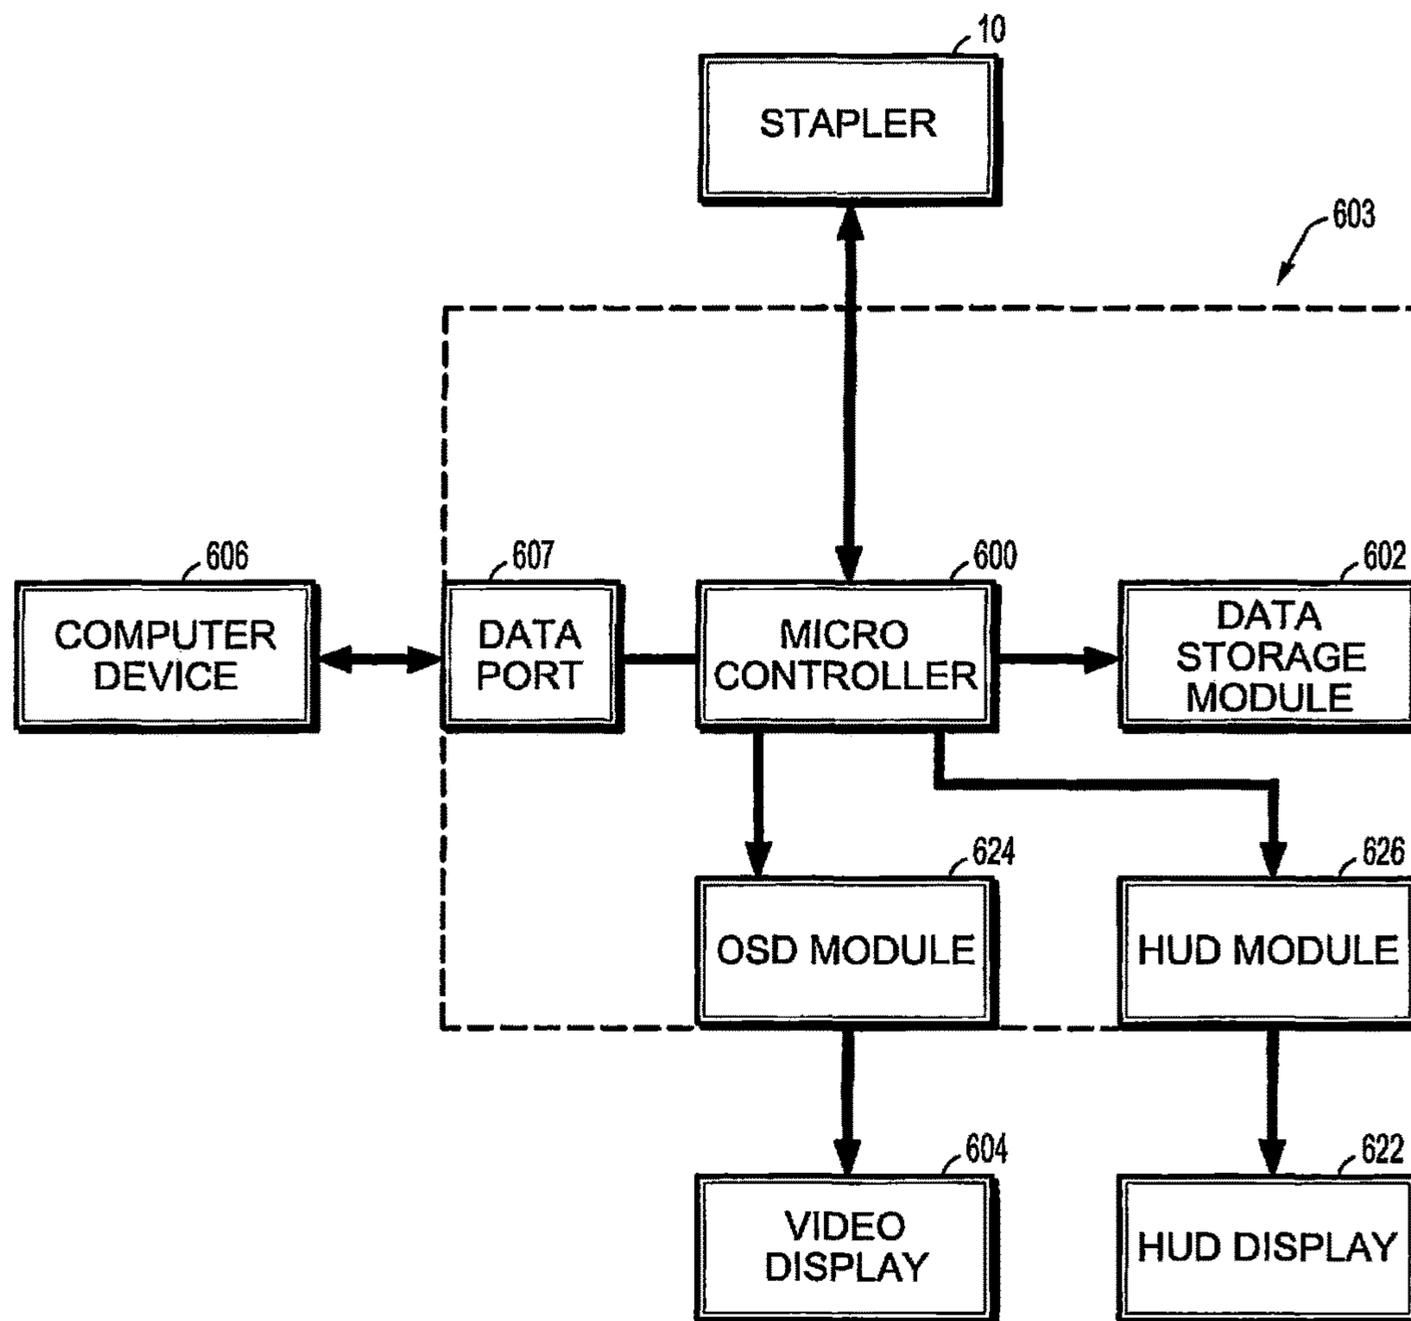 10
STAPLER
603
606
607
600
602
COMPUTER
DEVICE
DATA
PORT
MICRO
CONTROLLER
DATA
STORAGE
MODULE
624
626
OSD MODULE
HUD MODULE
604
622
VIDEO
DISPLAY
HUD DISPLAY